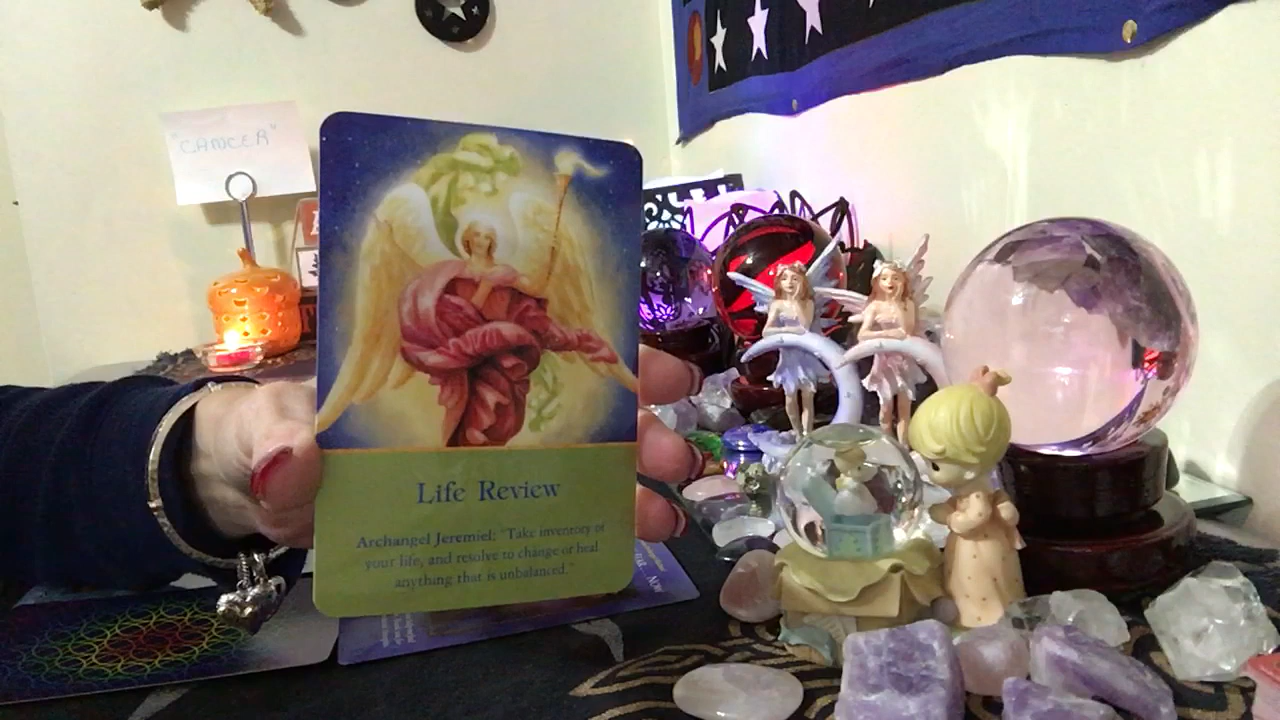 "CANCER"
Life Review
Archangel Jeremiel: "Take inventory of
your life, and resolve to change or heal
anything that is unbalanced."
NOW